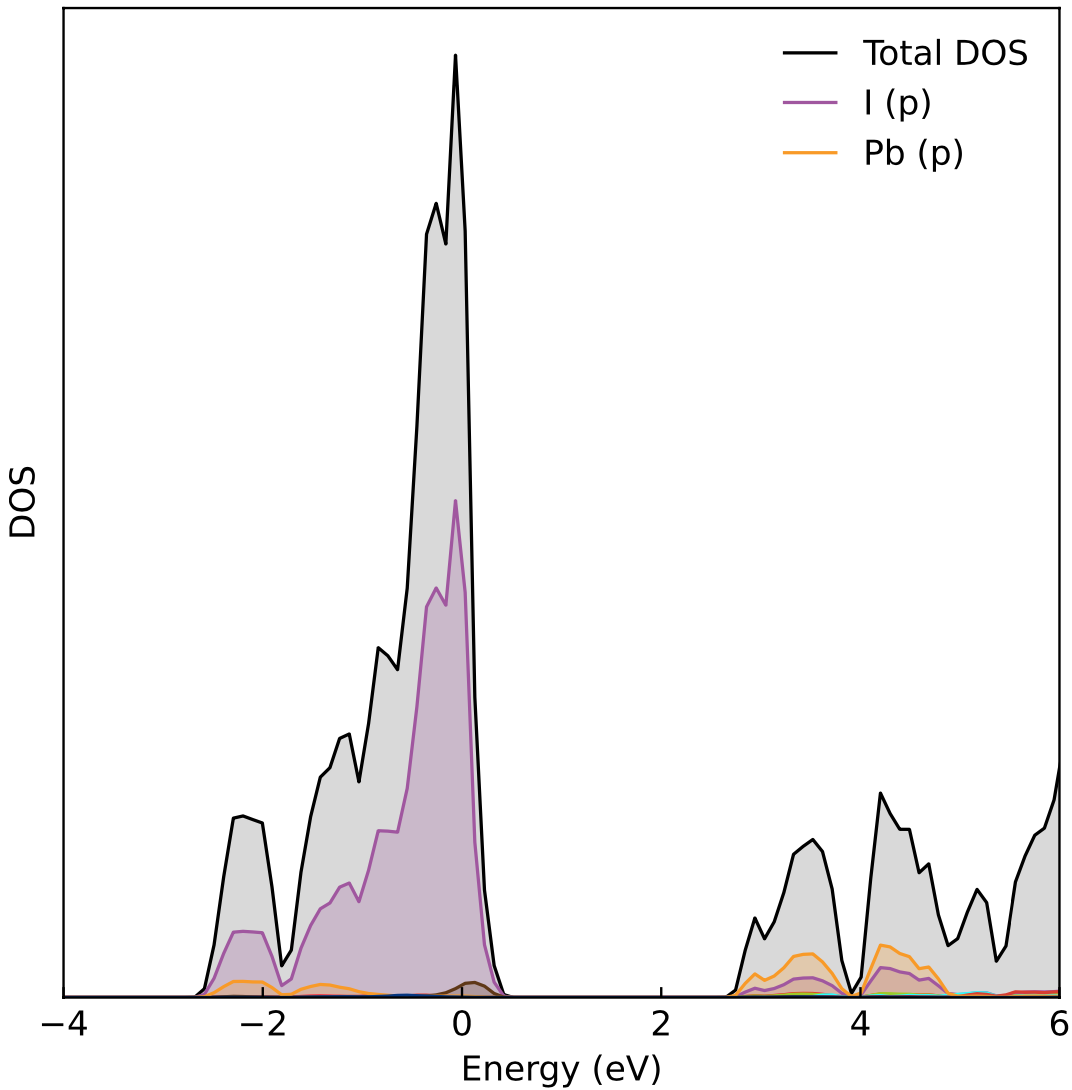 Total DOS
I (p)
Pb (p)
DOS
−4 −2 0 2 4 6
Energy (eV)